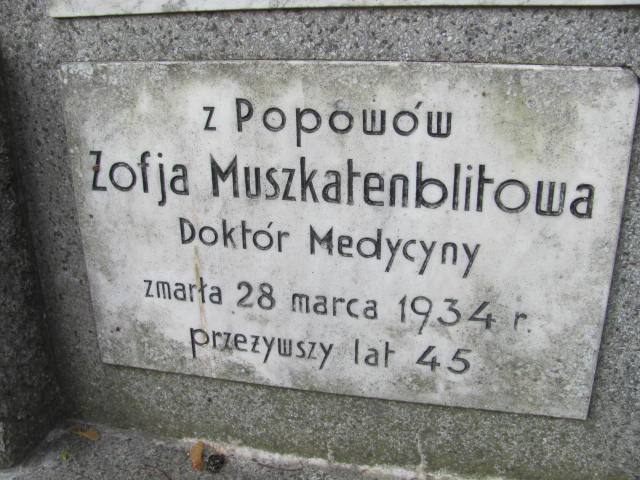 z Popowów
Zofja Muszkatenblitowa
Doktór Medycyny
zmarła 28 marca 1934 r.
przeżywszy lat 45